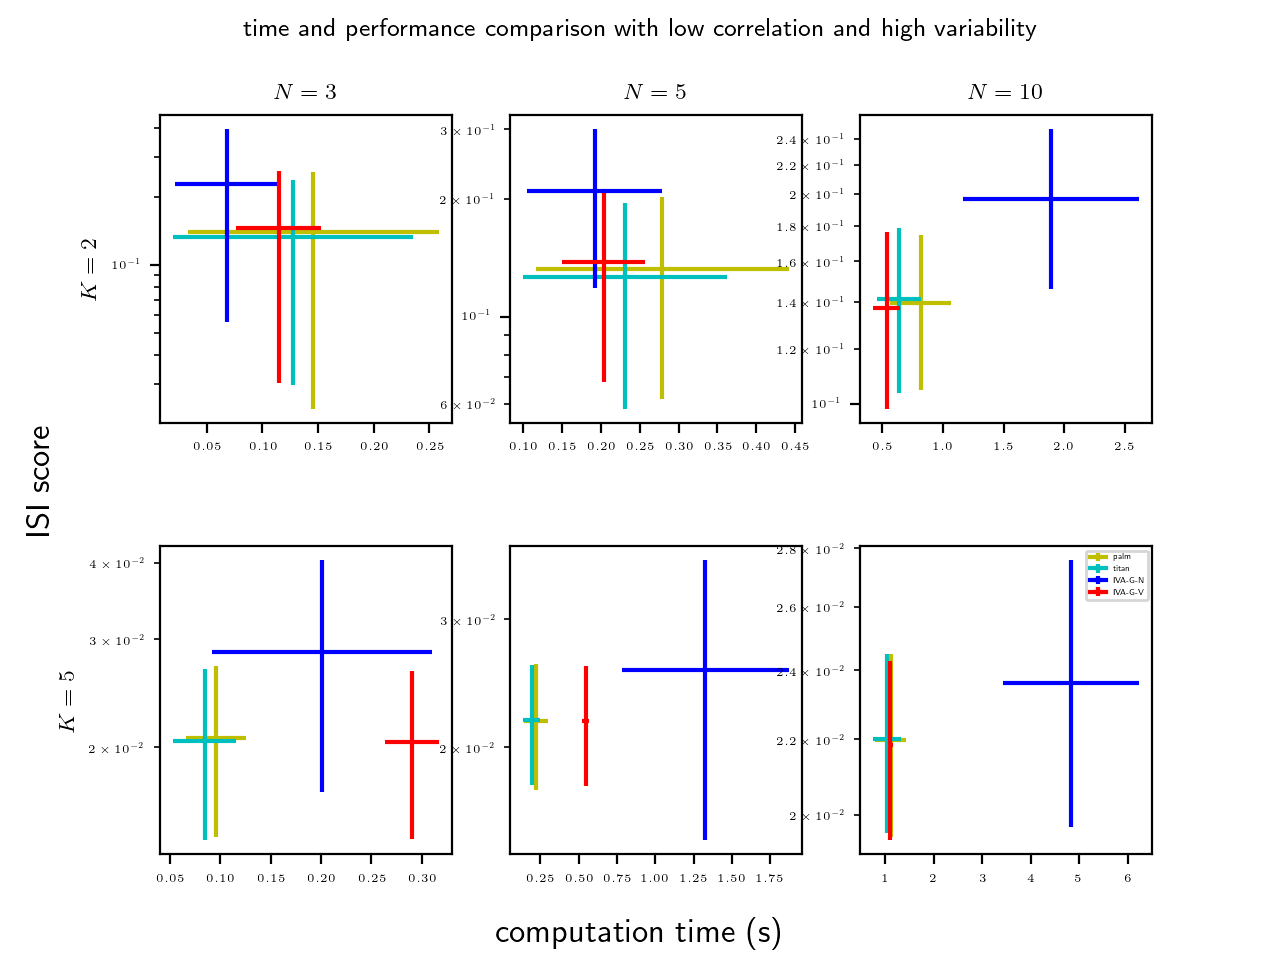 time and performance comparison with low correlation and high variability
N = 3
N = 5
N = 10
K = 2
10⁻¹
0.05 0.10 0.15 0.20 0.25
3 × 10⁻¹
2 × 10⁻¹
10⁻¹
6 × 10⁻²
0.10 0.15 0.20 0.25 0.30 0.35 0.40 0.45
2.4 × 10⁻¹
2.2 × 10⁻¹
2 × 10⁻¹
1.8 × 10⁻¹
1.6 × 10⁻¹
1.4 × 10⁻¹
1.2 × 10⁻¹
10⁻¹
0.5 1.0 1.5 2.0 2.5
ISI score
K = 5
4 × 10⁻²
3 × 10⁻²
2 × 10⁻²
0.05 0.10 0.15 0.20 0.25 0.30
3 × 10⁻²
2 × 10⁻²
0.25 0.50 0.75 1.00 1.25 1.50 1.75
2.8 × 10⁻²
2.6 × 10⁻²
2.4 × 10⁻²
2.2 × 10⁻²
2 × 10⁻²
1 2 3 4 5 6
palm
titan
IVA-G-N
IVA-G-V
computation time (s)